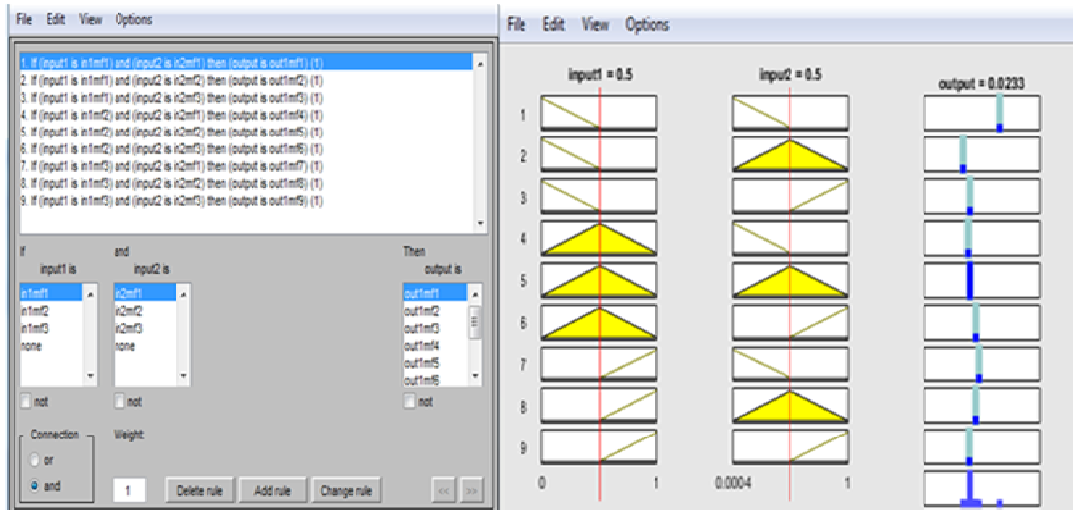 File Edit View Options
1. If (input1 is in1mf1) and (input2 is in2mf1) then (output is out1mf1) (1)
2. If (input1 is in1mf1) and (input2 is in2mf2) then (output is out1mf2) (1)
3. If (input1 is in1mf1) and (input2 is in2mf3) then (output is out1mf3) (1)
4. If (input1 is in1mf2) and (input2 is in2mf1) then (output is out1mf4) (1)
5. If (input1 is in1mf2) and (input2 is in2mf2) then (output is out1mf5) (1)
6. If (input1 is in1mf2) and (input2 is in2mf3) then (output is out1mf6) (1)
7. If (input1 is in1mf3) and (input2 is in2mf1) then (output is out1mf7) (1)
8. If (input1 is in1mf3) and (input2 is in2mf2) then (output is out1mf8) (1)
9. If (input1 is in1mf3) and (input2 is in2mf3) then (output is out1mf9) (1)
If
input1 is
in1mf1
in1mf2
in1mf3
none
not
and
input2 is
in2mf1
in2mf2
in2mf3
none
not
Then
output is
out1mf1
out1mf2
out1mf3
out1mf4
out1mf5
out1mf6
not
Connection
or
and
Weight:
1
Delete rule
Add rule
Change rule
<<
>>
File Edit View Options
input1 = 0.5
input2 = 0.5
output = 0.0233
1
2
3
4
5
6
7
8
9
0 1
0.0004 1